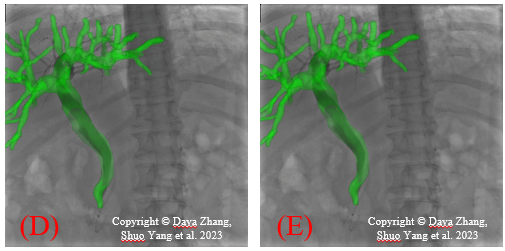 (D)
Copyright © Daya Zhang,
Shuo Yang et al. 2023
(E)
Copyright © Daya Zhang,
Shuo Yang et al. 2023